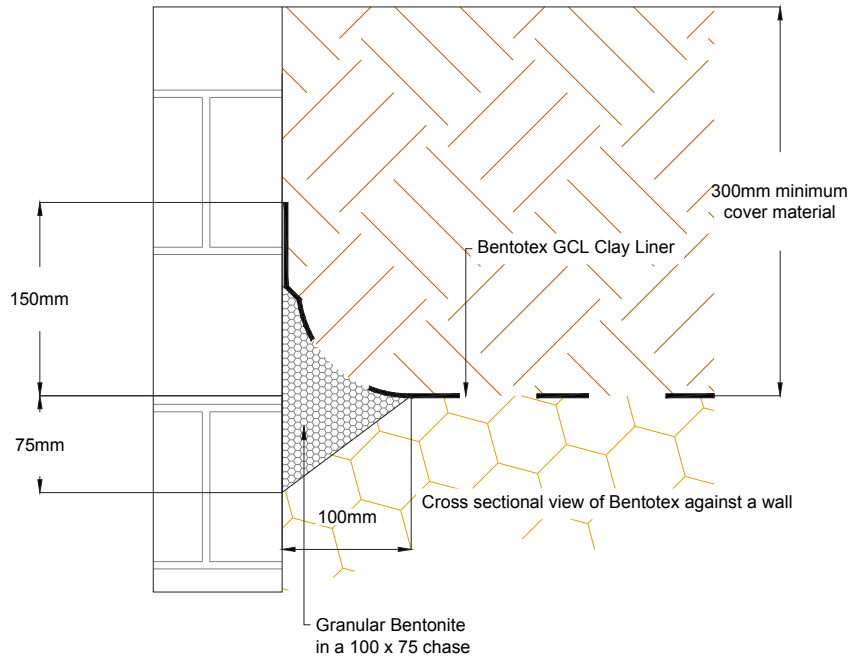 300mm minimum
cover material
Bentotex GCL Clay Liner
150mm
75mm
Cross sectional view of Bentotex against a wall
100mm
Granular Bentonite
in a 100 x 75 chase